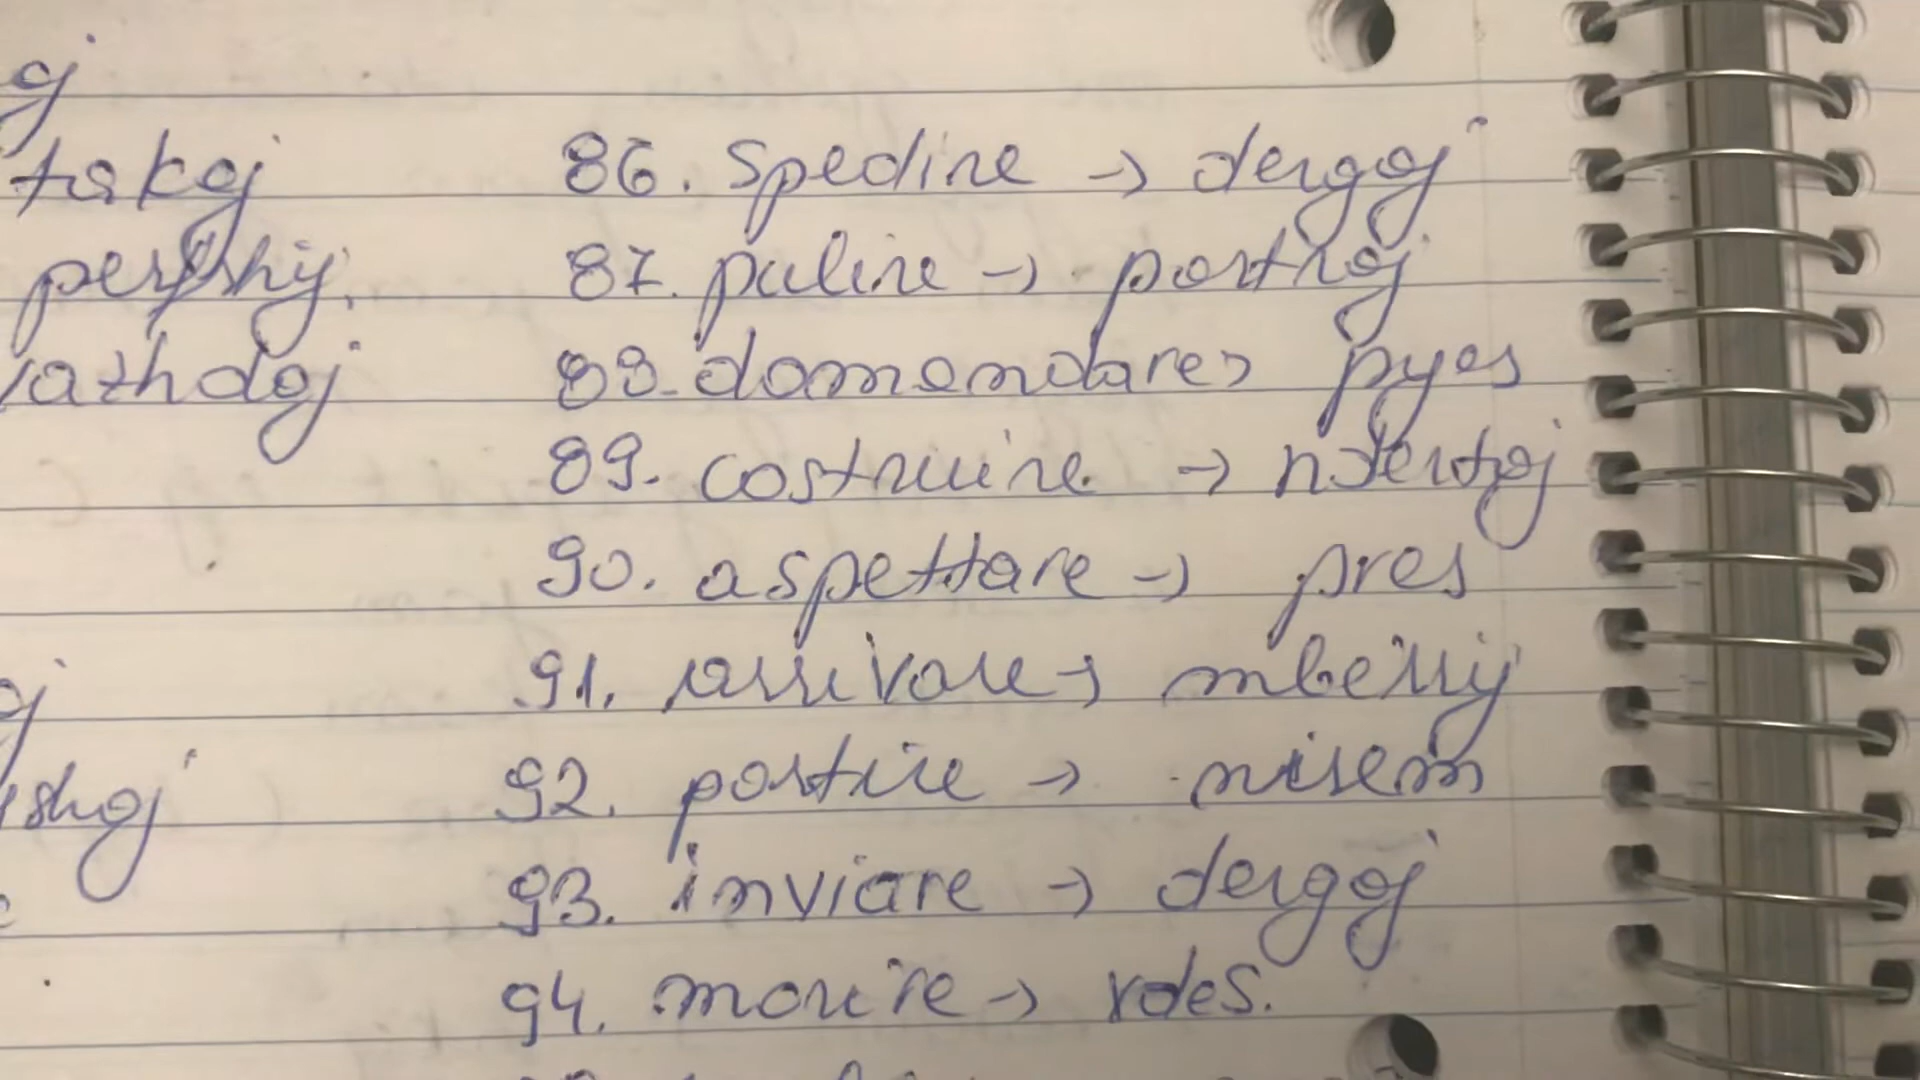 takoj
86. Spedire → dergoj
pershij.
87. pulire → pastroj
vazhdoj
88. domandare → pyes
89. costruire → ndertoj
90. aspettare → pres
91. arrivare → mberrij
92. partire → nisem
93. inviare → dergoj
94. morire → vdes.